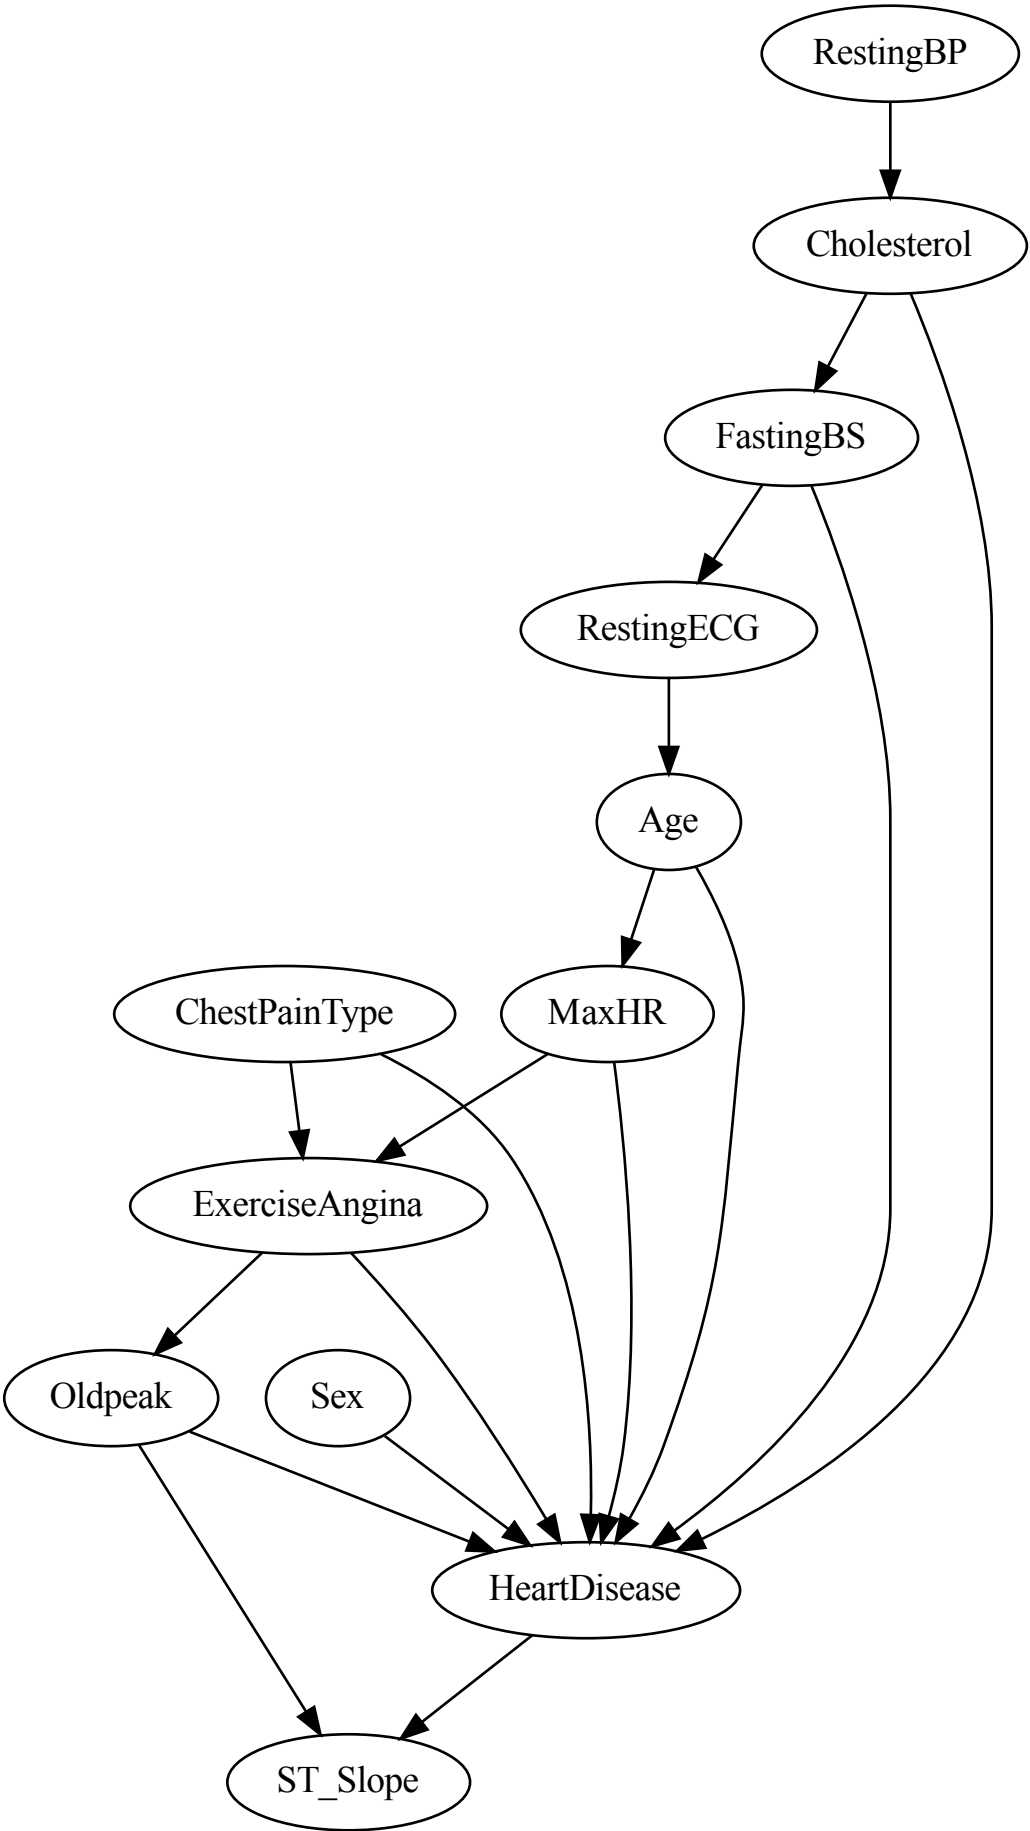 RestingBP
Cholesterol
FastingBS
RestingECG
Age
ChestPainType
MaxHR
ExerciseAngina
Oldpeak
Sex
HeartDisease
ST_Slope